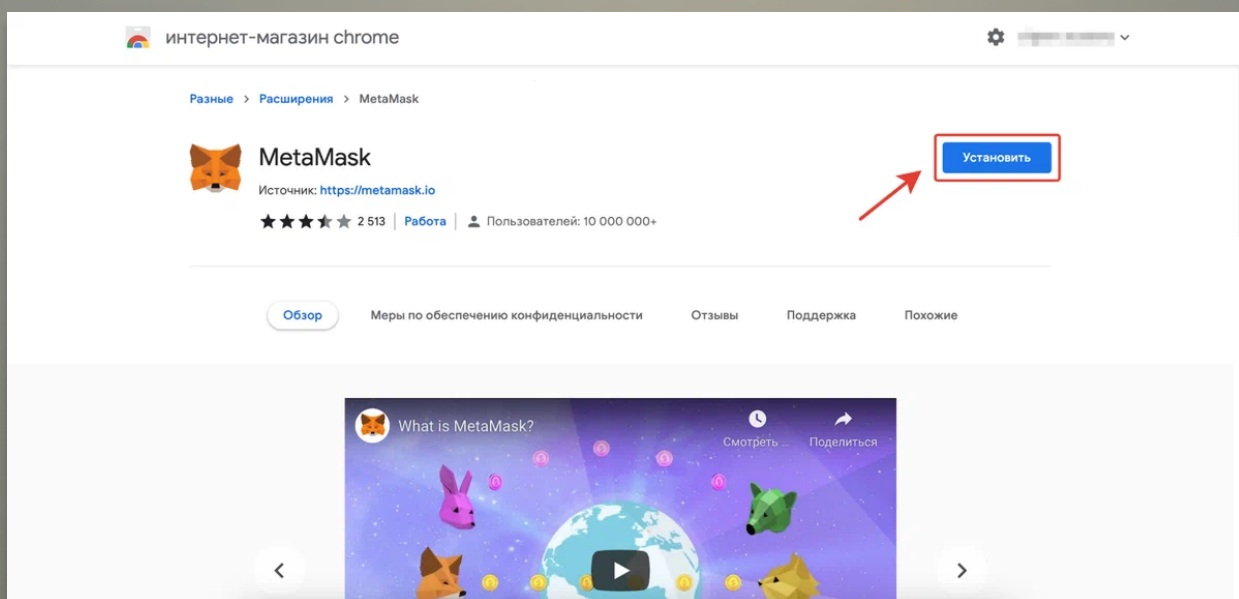 интернет-магазин chrome
Разные > Расширения > MetaMask
MetaMask
Установить
Источник: https://metamask.io
2 513 | Работа | Пользователей: 10 000 000+
Обзор Меры по обеспечению конфиденциальности Отзывы Поддержка Похожие
What is MetaMask?
Смотреть ... Поделиться